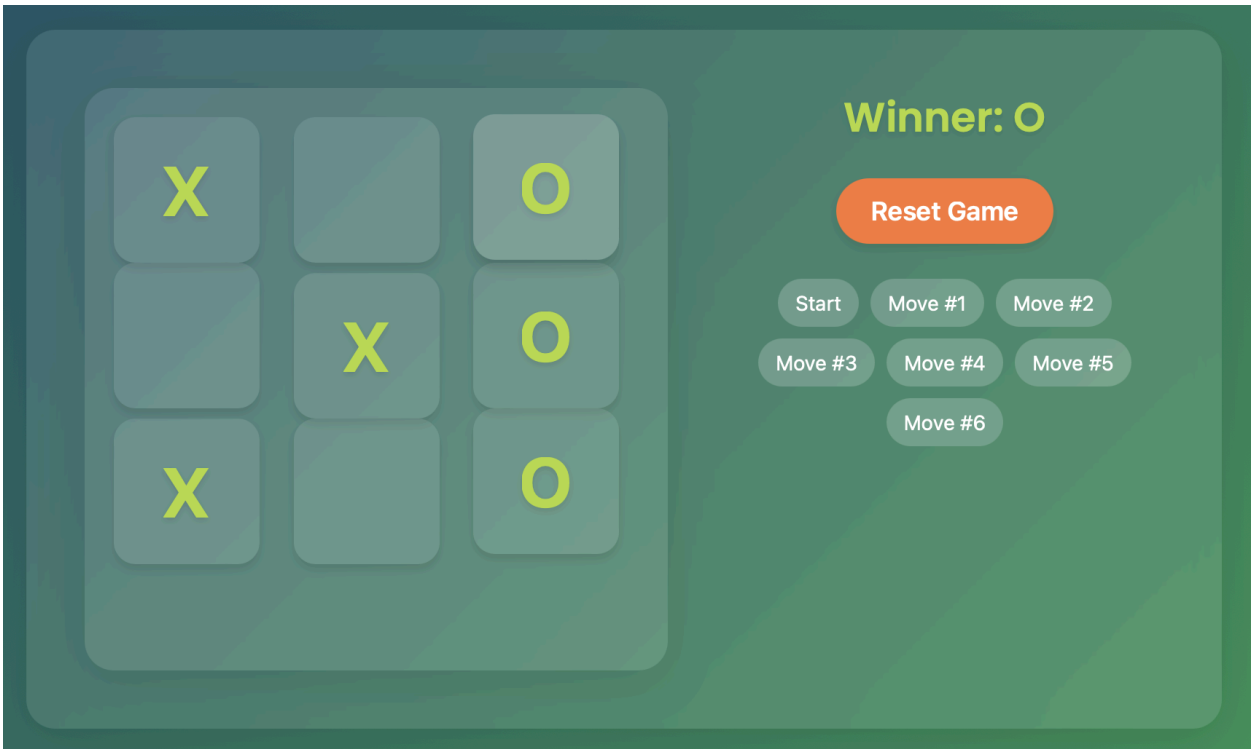 X O
X O
X O
Winner: O
Reset Game
Start Move #1 Move #2
Move #3 Move #4 Move #5
Move #6